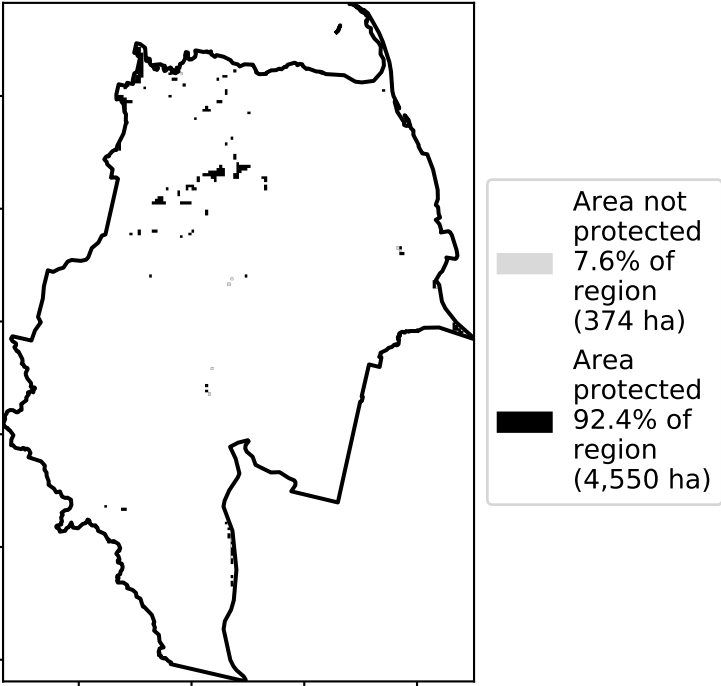 Area not
protected
7.6% of
region
(374 ha)
Area
protected
92.4% of
region
(4,550 ha)